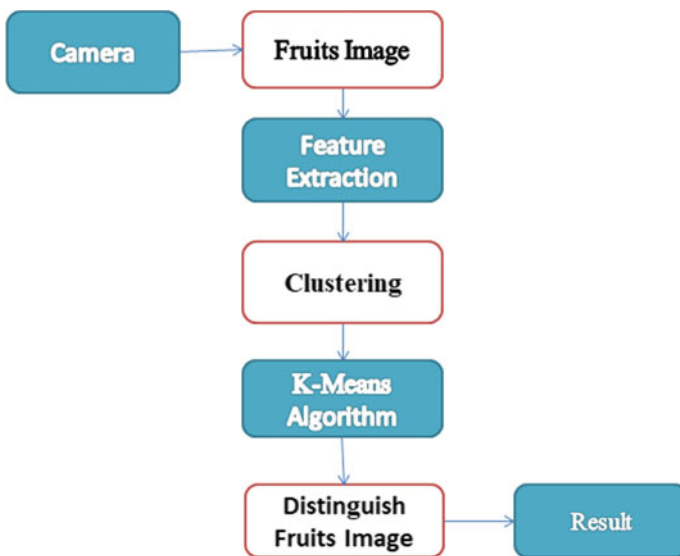 Camera
Fruits Image
Feature
Extraction
Clustering
K-Means
Algorithm
Distinguish
Fruits Image
Result